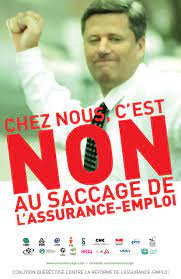 CHEZ NOUS, C'EST
NON
AU SACCAGE DE
L'ASSURANCE-EMPLOI
COALITION QUÉBÉCOISE CONTRE LA RÉFORME DE L'ASSURANCE-EMPLOI